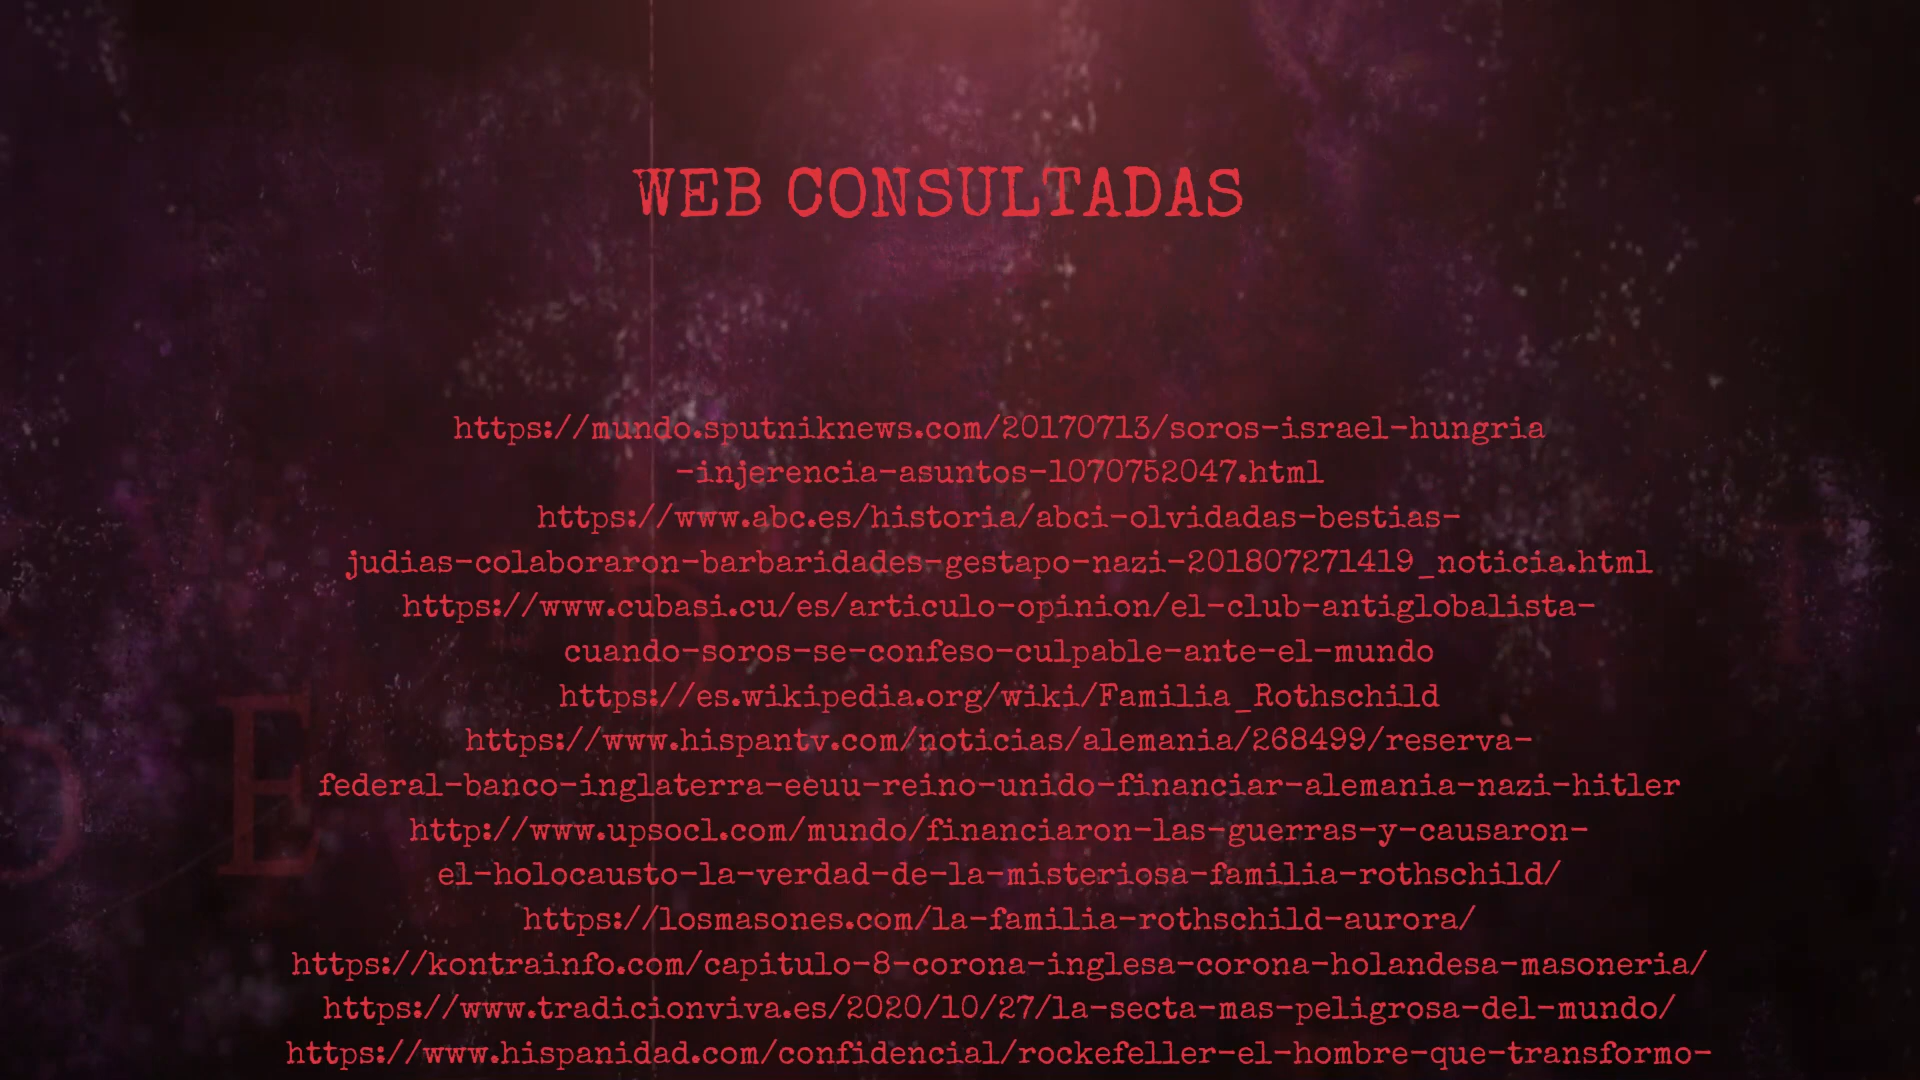 WEB CONSULTADAS
https://mundo.sputniknews.com/20170713/soros-israel-hungria
-injerencia-asuntos-1070752047.html
https://www.abc.es/historia/abci-olvidadas-bestias-
judias-colaboraron-barbaridades-gestapo-nazi-201807271419_noticia.html
https://www.cubasi.cu/es/articulo-opinion/el-club-antiglobalista-
cuando-soros-se-confeso-culpable-ante-el-mundo
https://es.wikipedia.org/wiki/Familia_Rothschild
https://www.hispantv.com/noticias/alemania/268499/reserva-
federal-banco-inglaterra-eeuu-reino-unido-financiar-alemania-nazi-hitler
http://www.upsocl.com/mundo/financiaron-las-guerras-y-causaron-
el-holocausto-la-verdad-de-la-misteriosa-familia-rothschild/
https://losmasones.com/la-familia-rothschild-aurora/
https://kontrainfo.com/capitulo-8-corona-inglesa-corona-holandesa-masoneria/
https://www.tradicionviva.es/2020/10/27/la-secta-mas-peligrosa-del-mundo/
https://www.hispanidad.com/confidencial/rockefeller-el-hombre-que-transformo-